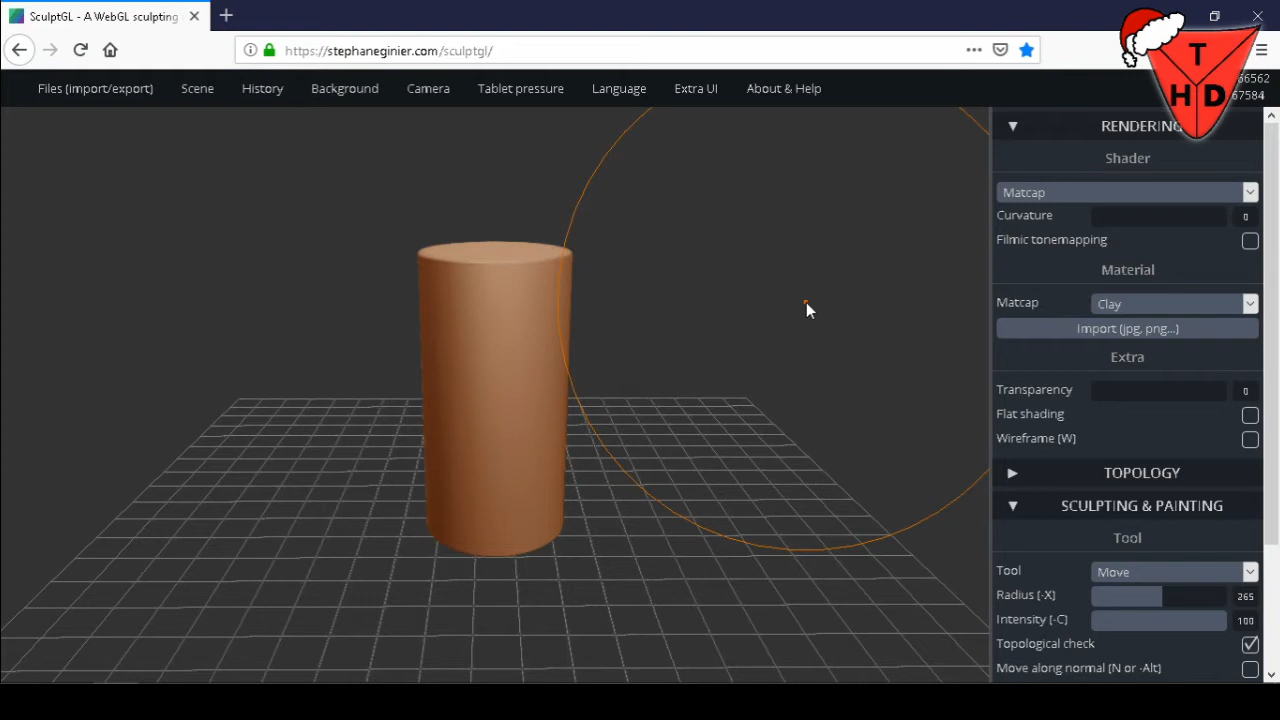 SculptGL - A WebGL sculpting
https://stephaneginier.com/sculptgl/
T
H D
Files (import/export) Scene History Background Camera Tablet pressure Language Extra UI About & Help
66562
67584
RENDERING
Shader
Matcap
Curvature 0
Filmic tonemapping
Material
Matcap Clay
Import (jpg, png...)
Extra
Transparency 0
Flat shading
Wireframe [W]
TOPOLOGY
SCULPTING & PAINTING
Tool
Tool Move
Radius [-X] 265
Intensity [-C] 100
Topological check
Move along normal [N or -Alt]